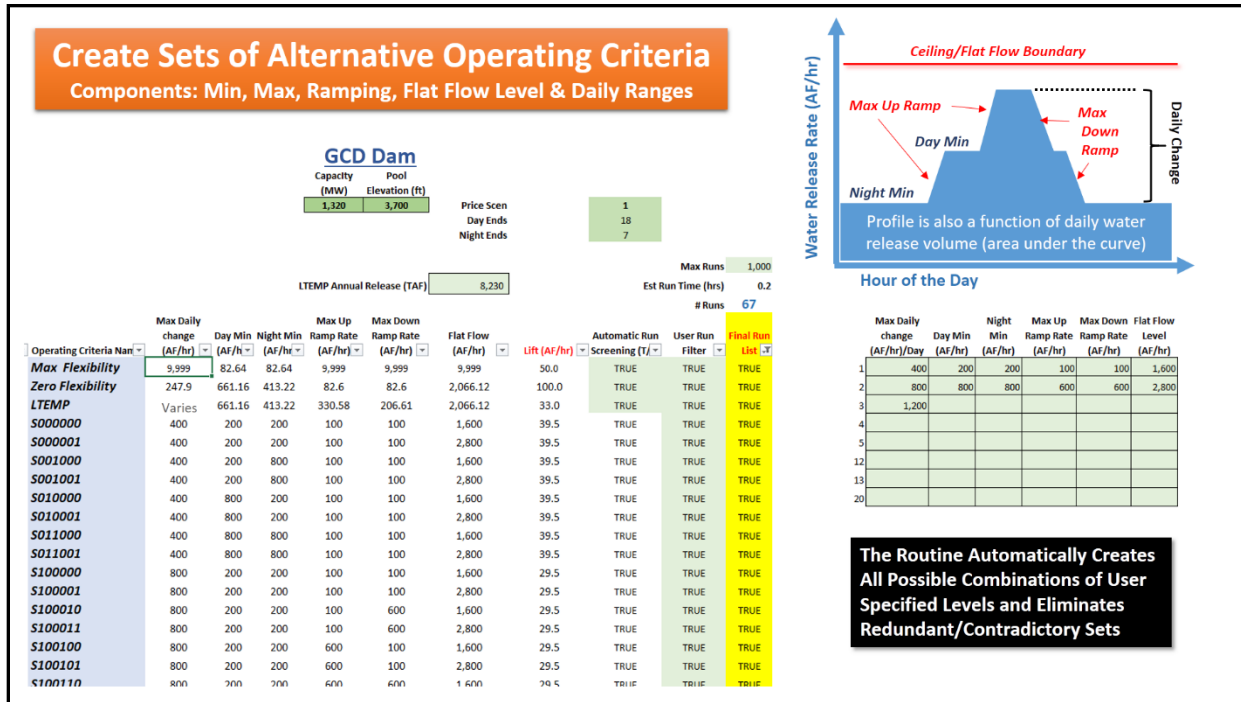 Create Sets of Alternative Operating Criteria
Components: Min, Max, Ramping, Flat Flow Level & Daily Ranges
GCD Dam
Capacity Pool
(MW) Elevation (ft)
1,320 3,700
Price Scen 1
Day Ends 18
Night Ends 7
Max Runs 1,000
LTEMP Annual Release (TAF) 8,230 Est Run Time (hrs) 0.2
# Runs 67
Max Daily Max Up Max Down
change Day Min Night Min Ramp Rate Ramp Rate Flat Flow Automatic Run User Run Final Run
Operating Criteria Nan (AF/hr) (AF/h (AF/hr (AF/hr) (AF/hr) (AF/hr) Lift (AF/hr) Screening (T/ Filter List
Max Flexibility 9,999 82.64 82.64 9,999 9,999 9,999 50.0 TRUE TRUE TRUE
Zero Flexibility 247.9 661.16 413.22 82.6 82.6 2,066.12 100.0 TRUE TRUE TRUE
LTEMP Varies 661.16 413.22 330.58 206.61 2,066.12 33.0 TRUE TRUE TRUE
S000000 400 200 200 100 100 1,600 39.5 TRUE TRUE TRUE
S000001 400 200 200 100 100 2,800 39.5 TRUE TRUE TRUE
S001000 400 200 800 100 100 1,600 39.5 TRUE TRUE TRUE
S001001 400 200 800 100 100 2,800 39.5 TRUE TRUE TRUE
S010000 400 800 200 100 100 1,600 39.5 TRUE TRUE TRUE
S010001 400 800 200 100 100 2,800 39.5 TRUE TRUE TRUE
S011000 400 800 800 100 100 1,600 39.5 TRUE TRUE TRUE
S011001 400 800 800 100 100 2,800 39.5 TRUE TRUE TRUE
S100000 800 200 200 100 100 1,600 29.5 TRUE TRUE TRUE
S100001 800 200 200 100 100 2,800 29.5 TRUE TRUE TRUE
S100010 800 200 200 100 600 1,600 29.5 TRUE TRUE TRUE
S100011 800 200 200 100 600 2,800 29.5 TRUE TRUE TRUE
S100100 800 200 200 600 100 1,600 29.5 TRUE TRUE TRUE
S100101 800 200 200 600 100 2,800 29.5 TRUE TRUE TRUE
S100110 800 200 200 600 600 1,600 29.5 TRUE TRUE TRUE
Water Release Rate (AF/hr)
Ceiling/Flat Flow Boundary
Max Up Ramp
Max
Down
Ramp
Day Min
Night Min
Daily Change
Profile is also a function of daily water
release volume (area under the curve)
Hour of the Day
Max Daily Night Max Up Max Down Flat Flow
change Day Min Min Ramp Rate Ramp Rate Level
(AF/hr)/Day (AF/hr) (AF/hr) (AF/hr) (AF/hr) (AF/hr)
1 400 200 200 100 100 1,600
2 800 800 800 600 600 2,800
3 1,200
4
5
12
13
20
The Routine Automatically Creates
All Possible Combinations of User
Specified Levels and Eliminates
Redundant/Contradictory Sets